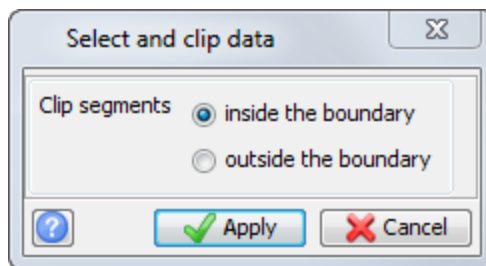 Select and clip data
Clip segments inside the boundary
outside the boundary
? Apply Cancel